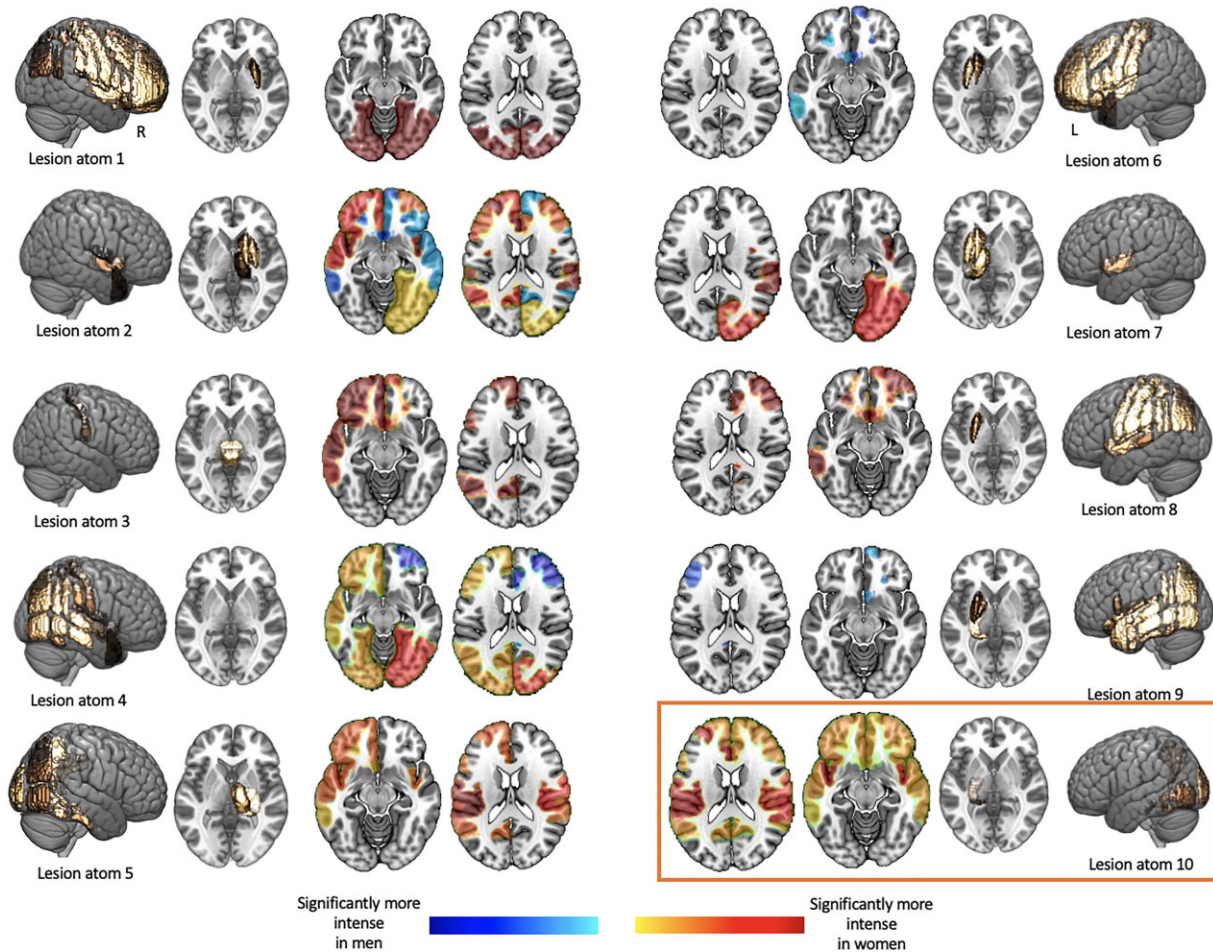 R
Lesion atom 1
L
Lesion atom 6
Lesion atom 2
Lesion atom 7
Lesion atom 3
Lesion atom 8
Lesion atom 4
Lesion atom 9
Lesion atom 5
Lesion atom 10
Significantly more
intense
in men
Significantly more
intense
in women